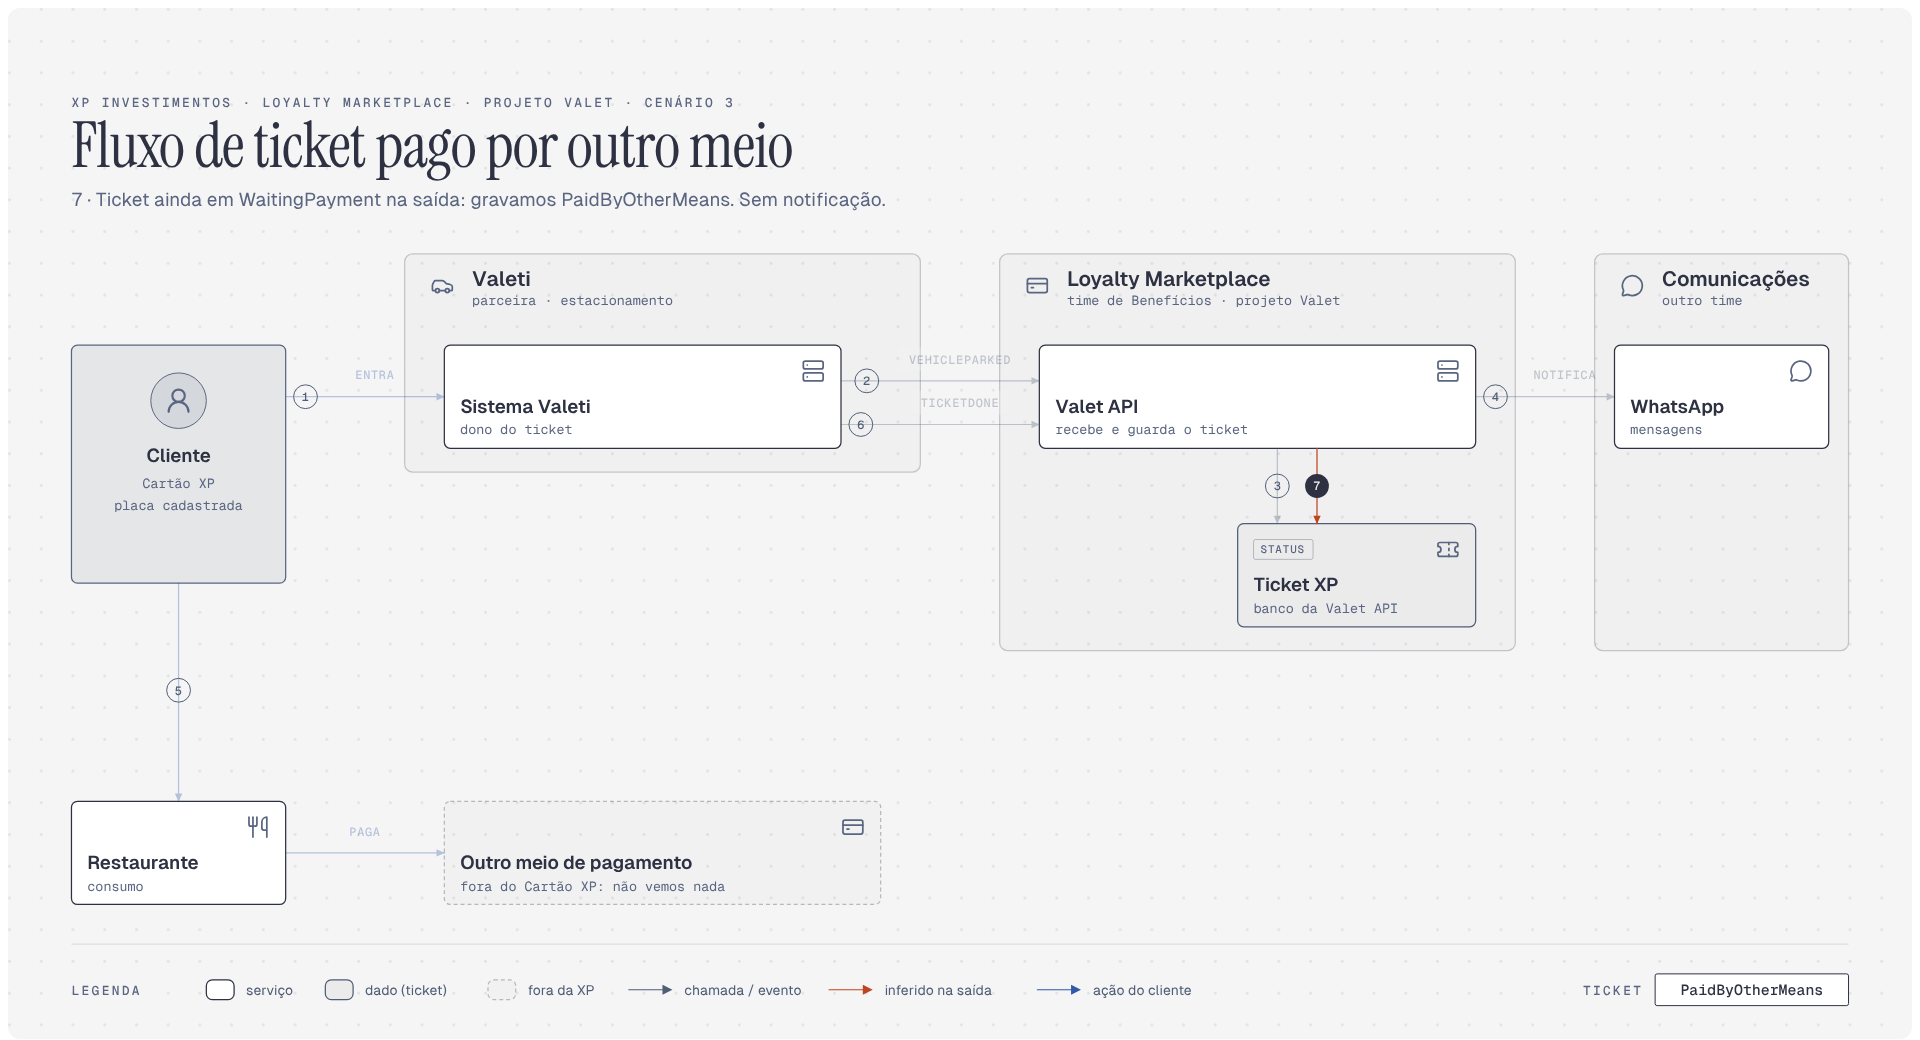 XP INVESTIMENTOS · LOYALTY MARKETPLACE · PROJETO VALET · CENÁRIO 3
Fluxo de ticket pago por outro meio
7 · Ticket ainda em WaitingPayment na saída: gravamos PaidByOtherMeans. Sem notificação.
Valeti
parceira · estacionamento
Loyalty Marketplace
time de Benefícios · projeto Valet
Comunicações
outro time
Cliente
Cartão XP
placa cadastrada
1
ENTRA
Sistema Valeti
dono do ticket
2
VEHICLEPARKED
6
TICKETDONE
Valet API
recebe e guarda o ticket
4
NOTIFICA
WhatsApp
mensagens
3
7
STATUS
Ticket XP
banco da Valet API
5
Restaurante
consumo
PAGA
Outro meio de pagamento
fora do Cartão XP: não vemos nada
LEGENDA
serviço
dado (ticket)
fora da XP
chamada / evento
inferido na saída
ação do cliente
TICKET
PaidByOtherMeans